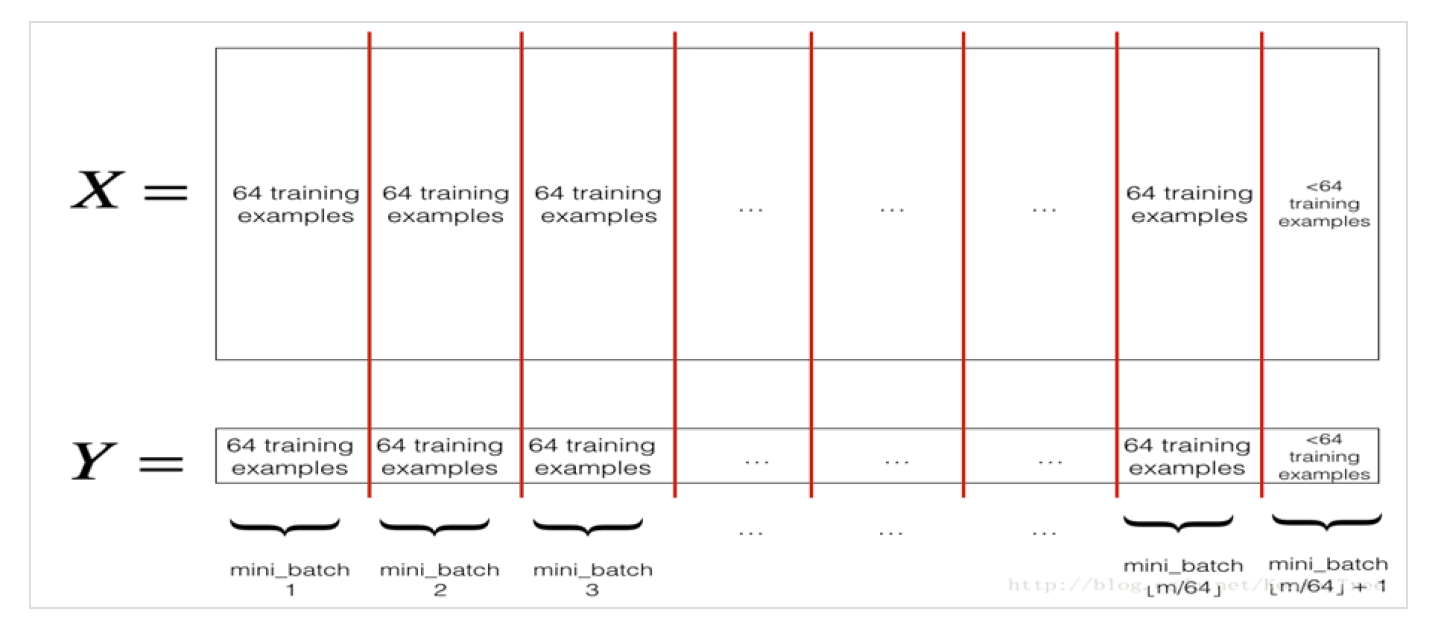 X =
64 training
examples
64 training
examples
64 training
examples
...
...
...
64 training
examples
<64
training
examples
Y =
64 training
examples
64 training
examples
64 training
examples
...
...
...
64 training
examples
<64
training
examples
...
...
...
mini_batch
1
mini_batch
2
mini_batch
3
mini_batch
⌊m/64⌋
mini_batch
⌊m/64⌋ + 1
http://blog.